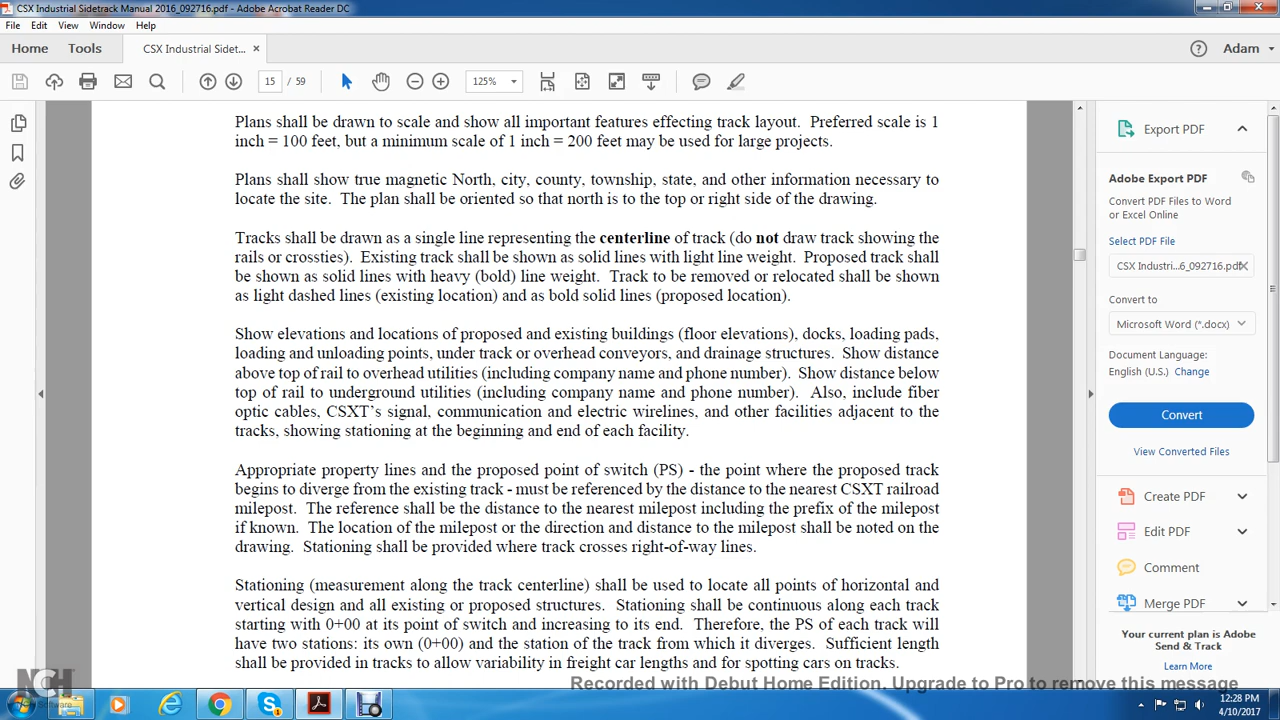 CSX Industrial Sidetrack Manual 2016_092716.pdf - Adobe Acrobat Reader DC
File Edit View Window Help
Home Tools CSX Industrial Sidet... × Adam
15 / 59 125%
Plans shall be drawn to scale and show all important features effecting track layout. Preferred scale is 1
inch = 100 feet, but a minimum scale of 1 inch = 200 feet may be used for large projects.
Plans shall show true magnetic North, city, county, township, state, and other information necessary to
locate the site. The plan shall be oriented so that north is to the top or right side of the drawing.
Tracks shall be drawn as a single line representing the centerline of track (do not draw track showing the
rails or crossties). Existing track shall be shown as solid lines with light line weight. Proposed track shall
be shown as solid lines with heavy (bold) line weight. Track to be removed or relocated shall be shown
as light dashed lines (existing location) and as bold solid lines (proposed location).
Show elevations and locations of proposed and existing buildings (floor elevations), docks, loading pads,
loading and unloading points, under track or overhead conveyors, and drainage structures. Show distance
above top of rail to overhead utilities (including company name and phone number). Show distance below
top of rail to underground utilities (including company name and phone number). Also, include fiber
optic cables, CSXT's signal, communication and electric wirelines, and other facilities adjacent to the
tracks, showing stationing at the beginning and end of each facility.
Appropriate property lines and the proposed point of switch (PS) - the point where the proposed track
begins to diverge from the existing track - must be referenced by the distance to the nearest CSXT railroad
milepost. The reference shall be the distance to the nearest milepost including the prefix of the milepost
if known. The location of the milepost or the direction and distance to the milepost shall be noted on the
drawing. Stationing shall be provided where track crosses right-of-way lines.
Stationing (measurement along the track centerline) shall be used to locate all points of horizontal and
vertical design and all existing or proposed structures. Stationing shall be continuous along each track
starting with 0+00 at its point of switch and increasing to its end. Therefore, the PS of each track will
have two stations: its own (0+00) and the station of the track from which it diverges. Sufficient length
shall be provided in tracks to allow variability in freight car lengths and for spotting cars on tracks.
Export PDF
Adobe Export PDF
Convert PDF Files to Word
or Excel Online
Select PDF File
CSX Industri...6_092716.pdf
Convert to
Microsoft Word (*.docx)
Document Language:
English (U.S.) Change
Convert
View Converted Files
Create PDF
Edit PDF
Comment
Merge PDF
Your current plan is Adobe
Send & Track
Learn More
NCH Software
Recorded with Debut Home Edition. Upgrade to Pro to remove this message
12:28 PM
4/10/2017